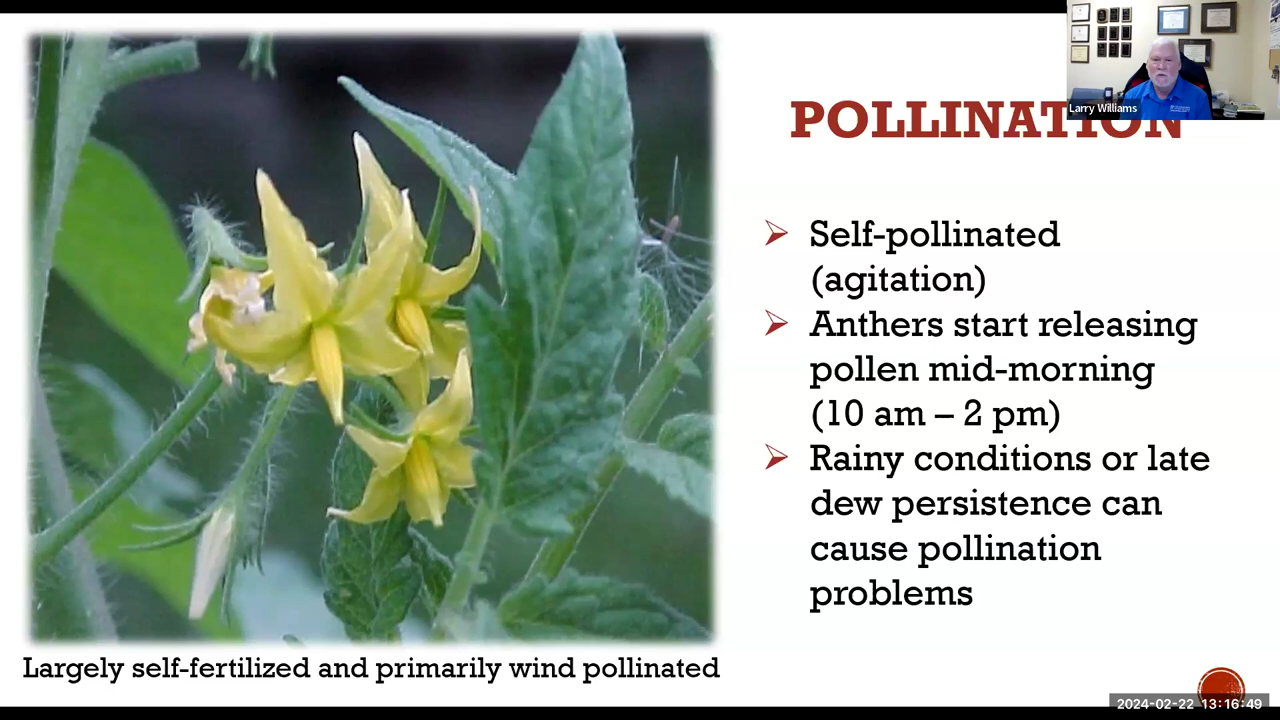 Larry Williams
POLLINATION
Self-pollinated
(agitation)
Anthers start releasing
pollen mid-morning
(10 am – 2 pm)
Rainy conditions or late
dew persistence can
cause pollination
problems
Largely self-fertilized and primarily wind pollinated
2024-02-22 13:16:49